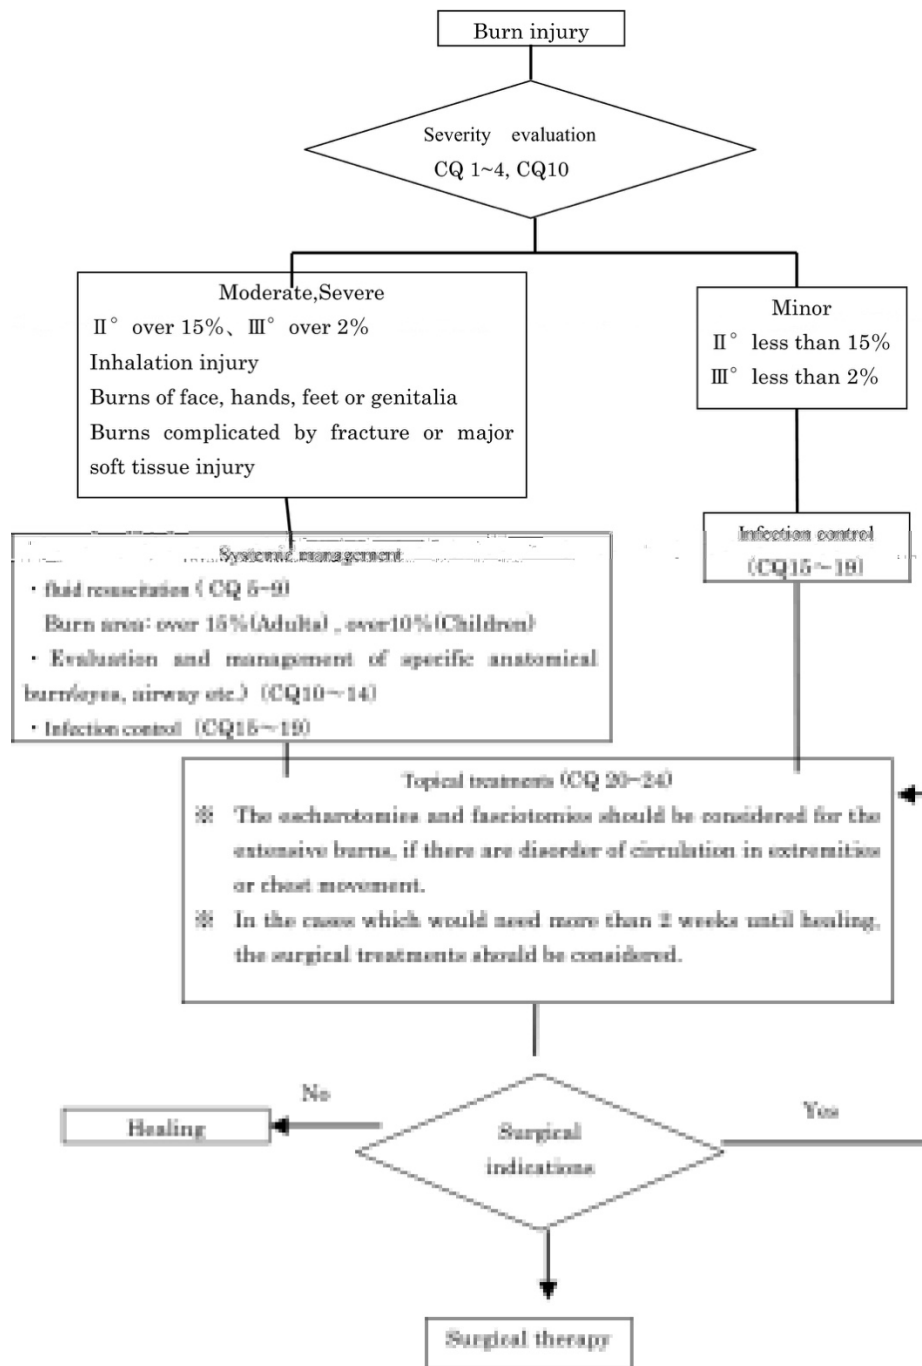 Burn injury
Severity evaluation
CQ 1~4, CQ10
Moderate,Severe
Ⅱ° over 15%、Ⅲ° over 2%
Inhalation injury
Burns of face, hands, feet or genitalia
Burns complicated by fracture or major
soft tissue injury
Minor
Ⅱ° less than 15%
Ⅲ° less than 2%
Systemic management
・fluid resuscitation ( CQ 5-9)
Burn area: over 15%(Adults) , over10%(Children)
・Evaluation and management of specific anatomical
burn(eyes, airway etc.) (CQ10～14)
・Infection control (CQ15～19)
Infection control
(CQ15～19)
Topical treatments (CQ 20-24)
※ The escharotomies and fasciotomies should be considered for the
extensive burns, if there are disorder of circulation in extremities
or chest movement.
※ In the cases which would need more than 2 weeks until healing,
the surgical treatments should be considered.
No
Yes
Healing
Surgical
indications
Surgical therapy